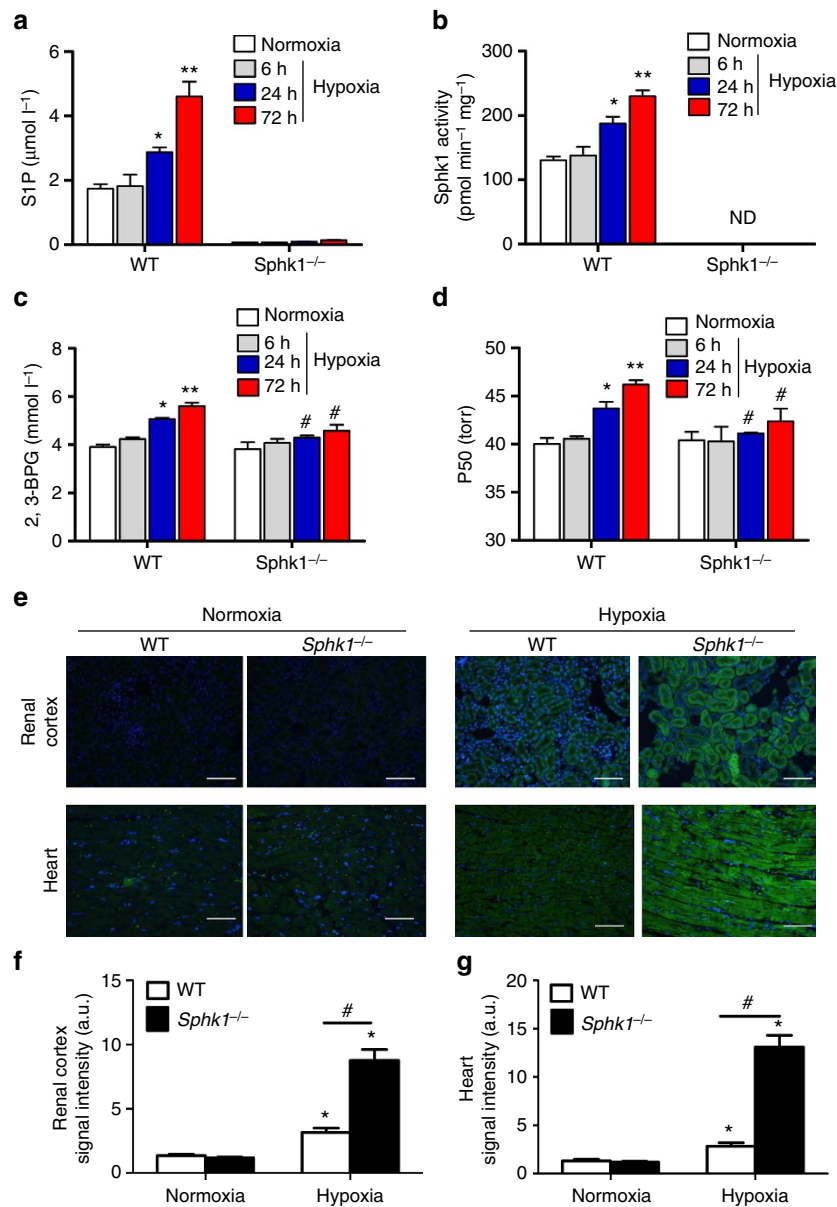 a
6
4
2
0
S1P (μmol l–1)
Normoxia
6 h
24 h
72 h
Hypoxia
*
**
WT
Sphk1–/–
b
300
200
100
0
Sphk1 activity
(pmol min–1 mg–1)
Normoxia
6 h
24 h
72 h
Hypoxia
*
**
ND
WT
Sphk1–/–
c
8
6
4
2
0
2, 3-BPG (mmol l–1)
Normoxia
6 h
24 h
72 h
Hypoxia
*
**
#
#
WT
Sphk1–/–
d
50
45
40
35
30
P50 (torr)
Normoxia
6 h
24 h
72 h
Hypoxia
*
**
#
#
WT
Sphk1–/–
e
Normoxia
Hypoxia
WT
Sphk1–/–
WT
Sphk1–/–
Renal
cortex
Heart
f
15
10
5
0
Renal cortex
signal intensity (a.u.)
WT
Sphk1–/–
#
*
*
Normoxia
Hypoxia
g
20
15
10
5
0
Heart
signal intensity (a.u.)
WT
Sphk1–/–
#
*
*
Normoxia
Hypoxia